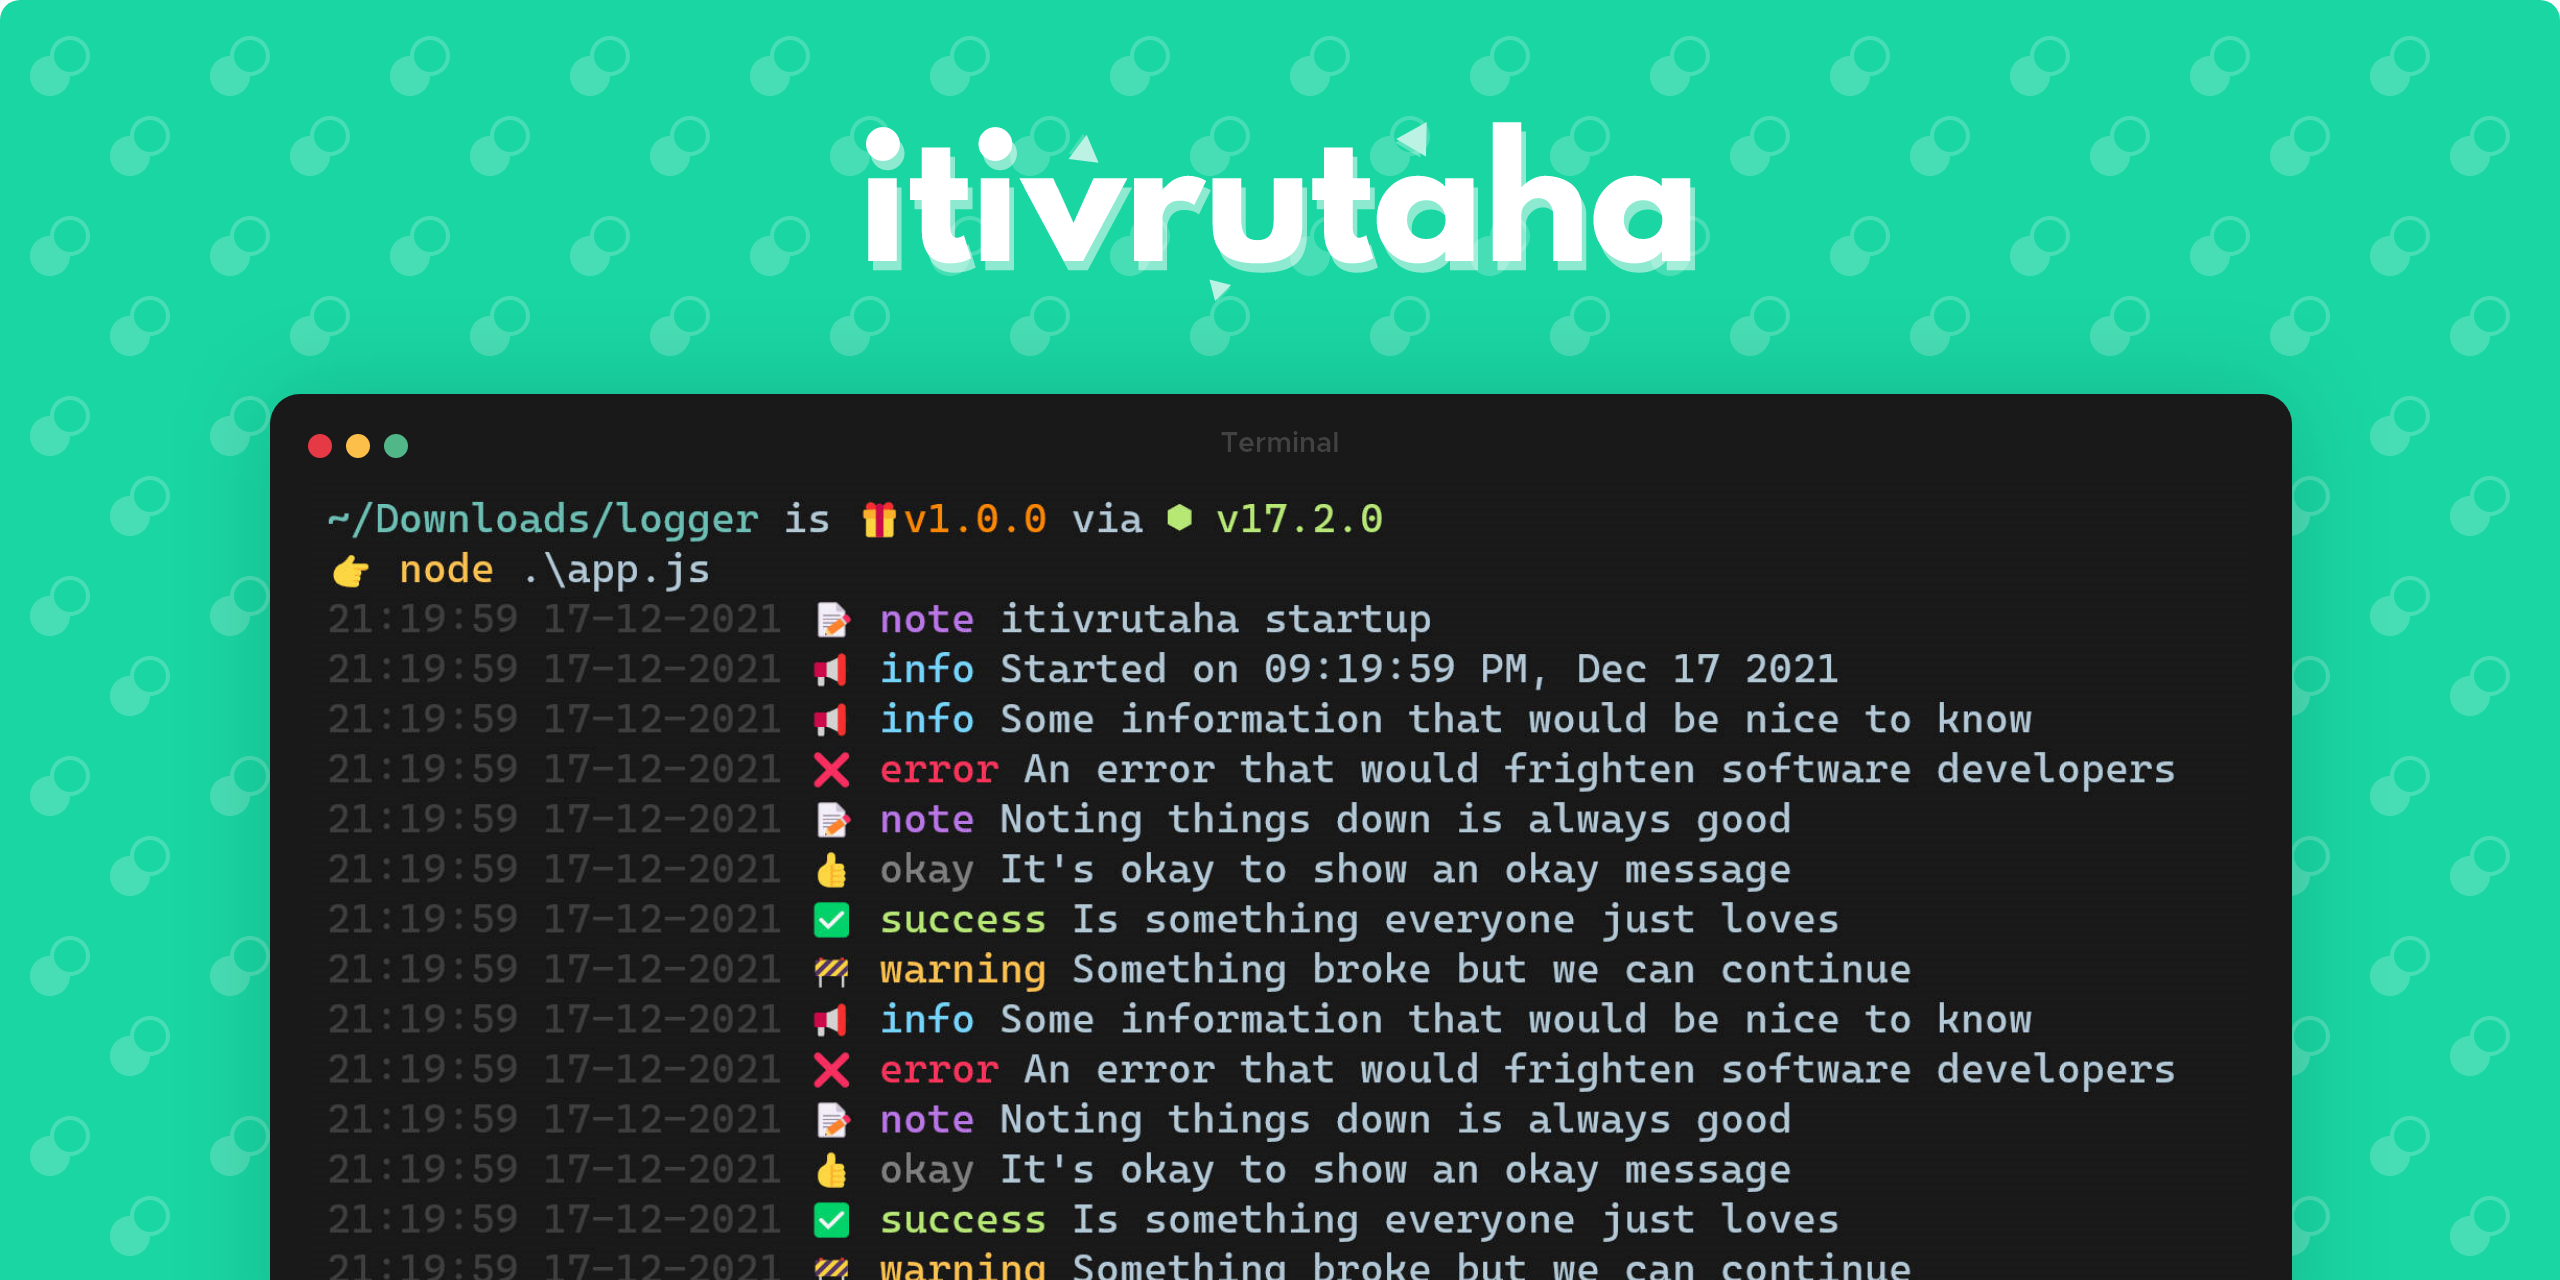 itivrutaha
Terminal
~/Downloads/logger is 🎁v1.0.0 via ⬢ v17.2.0
👉 node .\app.js
21:19:59 17-12-2021 📝 note itivrutaha startup
21:19:59 17-12-2021 📢 info Started on 09:19:59 PM, Dec 17 2021
21:19:59 17-12-2021 📢 info Some information that would be nice to know
21:19:59 17-12-2021 ❌ error An error that would frighten software developers
21:19:59 17-12-2021 📝 note Noting things down is always good
21:19:59 17-12-2021 👍 okay It's okay to show an okay message
21:19:59 17-12-2021 ✅ success Is something everyone just loves
21:19:59 17-12-2021 🚧 warning Something broke but we can continue
21:19:59 17-12-2021 📢 info Some information that would be nice to know
21:19:59 17-12-2021 ❌ error An error that would frighten software developers
21:19:59 17-12-2021 📝 note Noting things down is always good
21:19:59 17-12-2021 👍 okay It's okay to show an okay message
21:19:59 17-12-2021 ✅ success Is something everyone just loves
21:19:59 17-12-2021 🚧 warning Something broke but we can continue